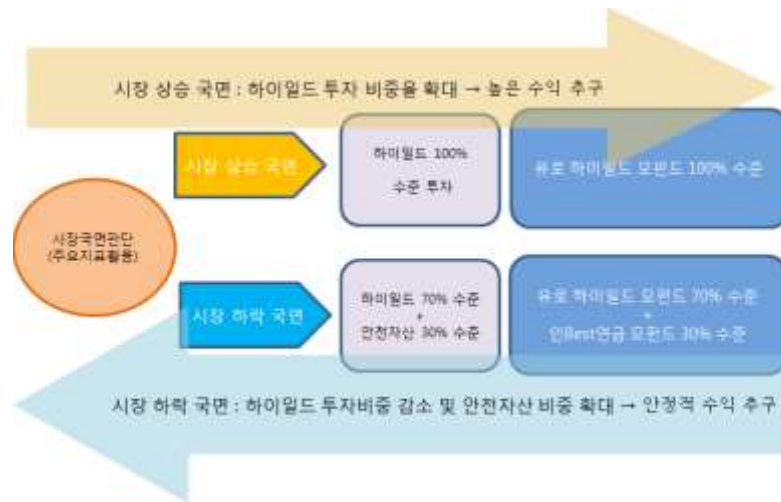 시장 상승 국면 : 하이일드 투자 비중을 확대 → 높은 수익 추구
시장 상승 국면
하이일드 100%
수준 투자
유로 하이일드 모펀드 100% 수준
시장국면판단
(주요지표활용)
시장 하락 국면
하이일드 70% 수준
+
안전자산 30% 수준
유로 하이일드 모펀드 70% 수준
+
인Best연금 모펀드 30% 수준
시장 하락 국면 : 하이일드 투자비중 감소 및 안전자산 비중 확대 → 안정적 수익 추구